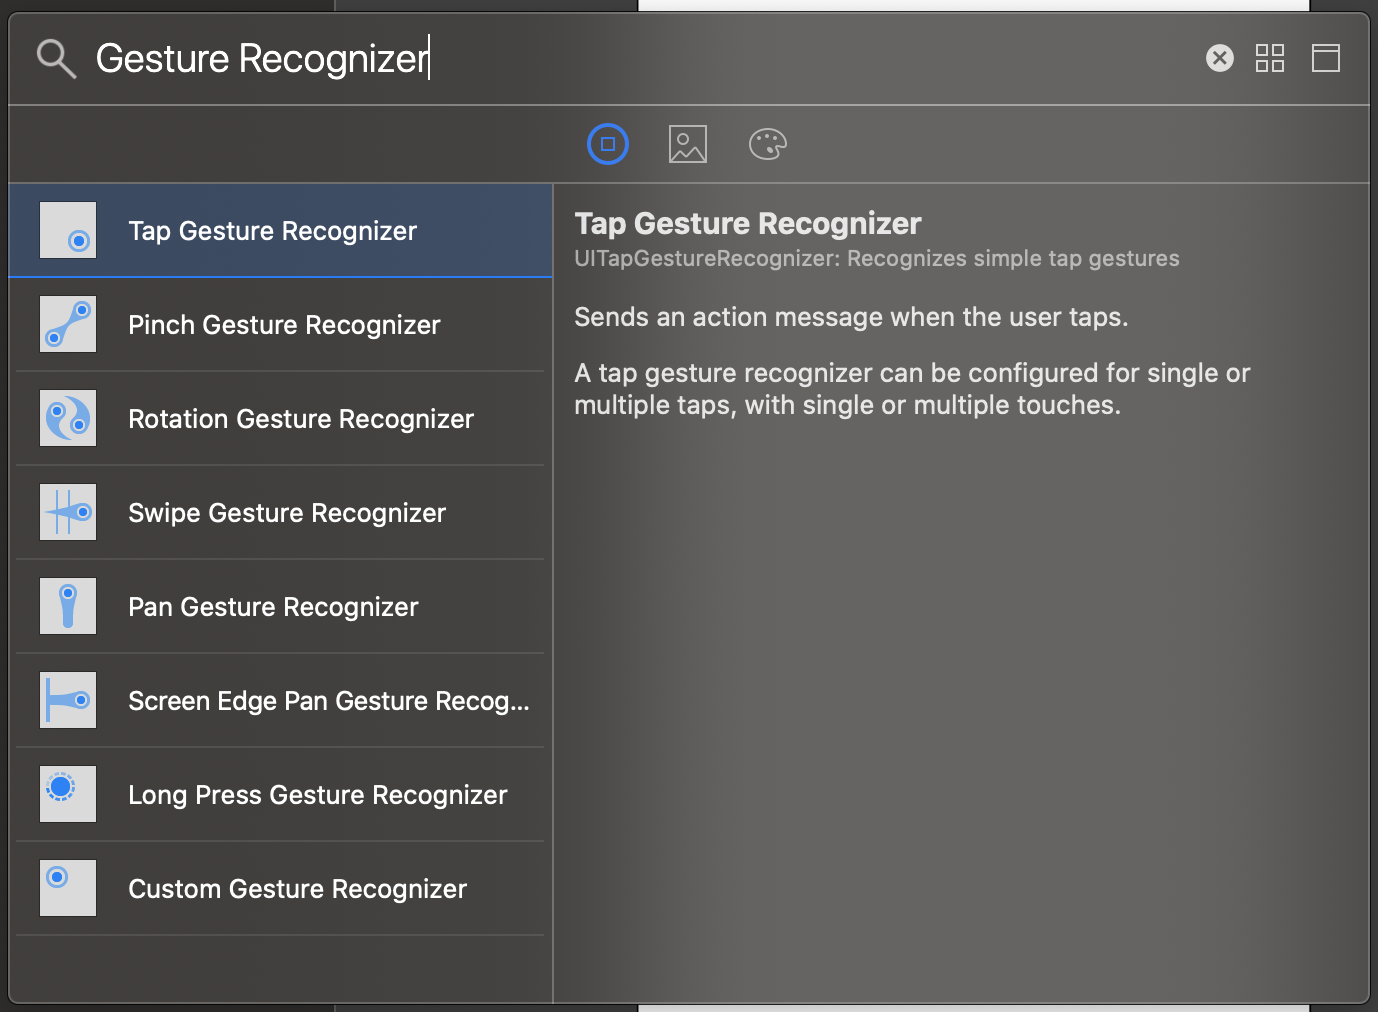 Gesture Recognizer
Tap Gesture Recognizer
Pinch Gesture Recognizer
Rotation Gesture Recognizer
Swipe Gesture Recognizer
Pan Gesture Recognizer
Screen Edge Pan Gesture Recog...
Long Press Gesture Recognizer
Custom Gesture Recognizer
Tap Gesture Recognizer
UITapGestureRecognizer: Recognizes simple tap gestures
Sends an action message when the user taps.
A tap gesture recognizer can be configured for single or
multiple taps, with single or multiple touches.